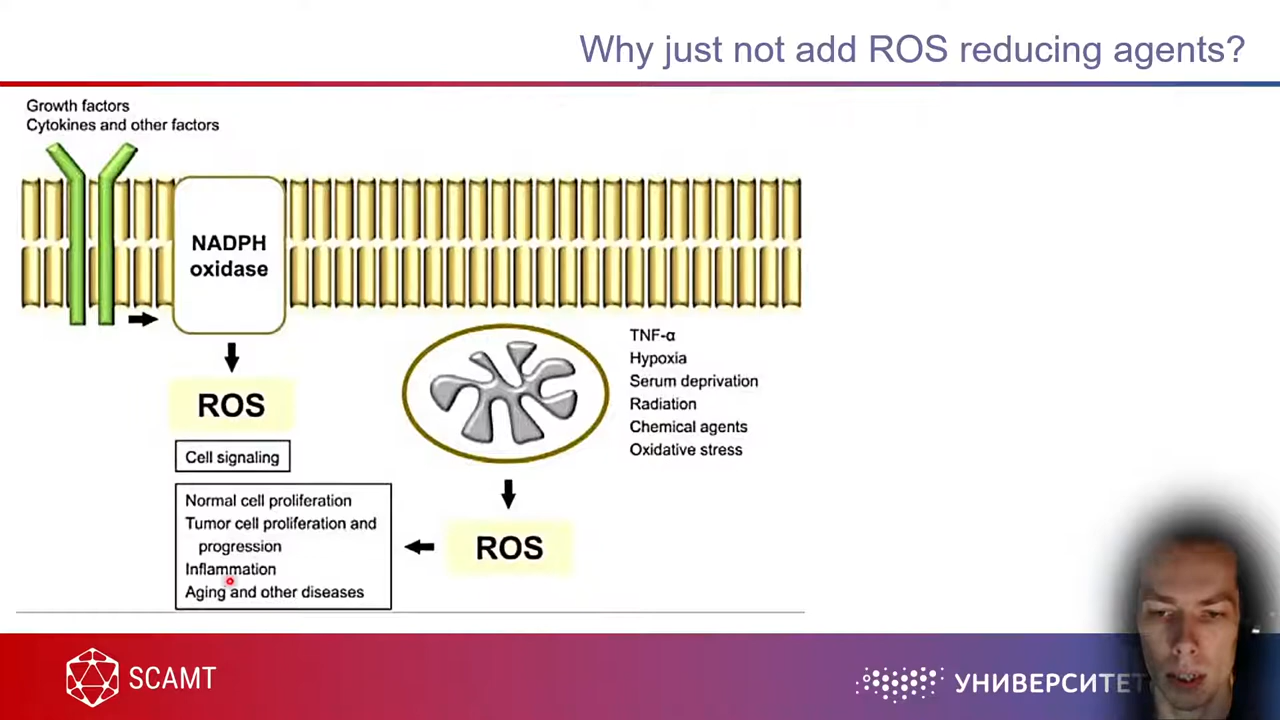 Why just not add ROS reducing agents?
Growth factors
Cytokines and other factors
NADPH
oxidase
ROS
Cell signaling
Normal cell proliferation
Tumor cell proliferation and
progression
Inflammation
Aging and other diseases
TNF-α
Hypoxia
Serum deprivation
Radiation
Chemical agents
Oxidative stress
ROS
SCAMT
УНИВЕРСИТЕТ